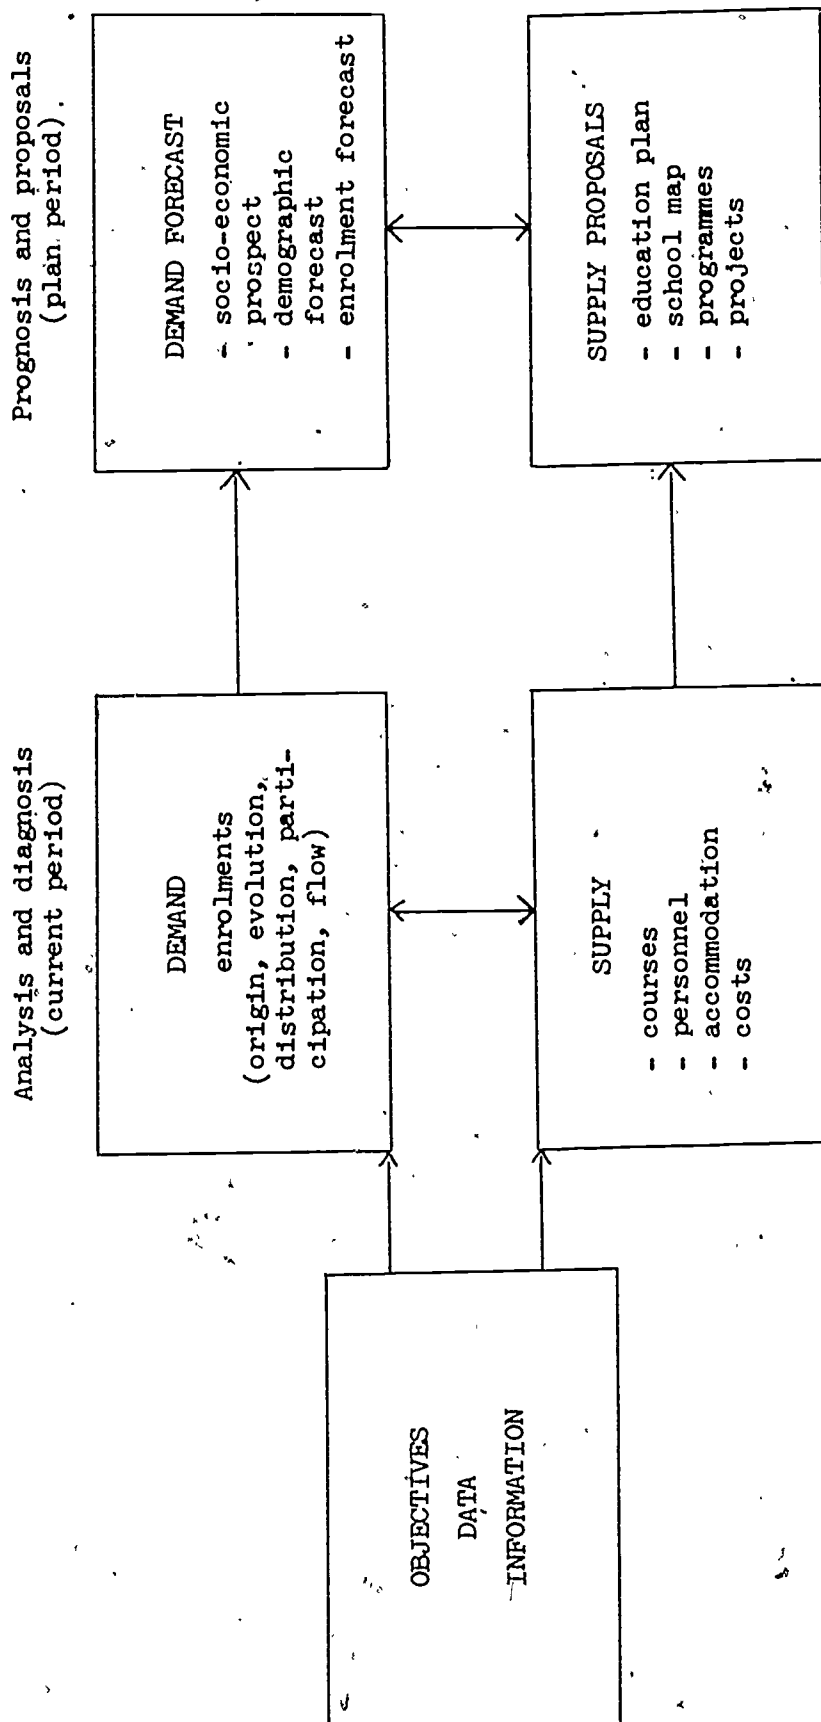 Analysis and diagnosis
(current period)
Prognosis and proposals
(plan period).
OBJECTIVES
DATA
INFORMATION
DEMAND
enrolments
(origin, evolution,
distribution, parti-
cipation, flow)
DEMAND FORECAST
- socio-economic
prospect
- demographic
forecast
- enrolment forecast
SUPPLY
- courses
- personnel
- accommodation
- costs
SUPPLY PROPOSALS
- education plan
- school map
- programmes
- projects